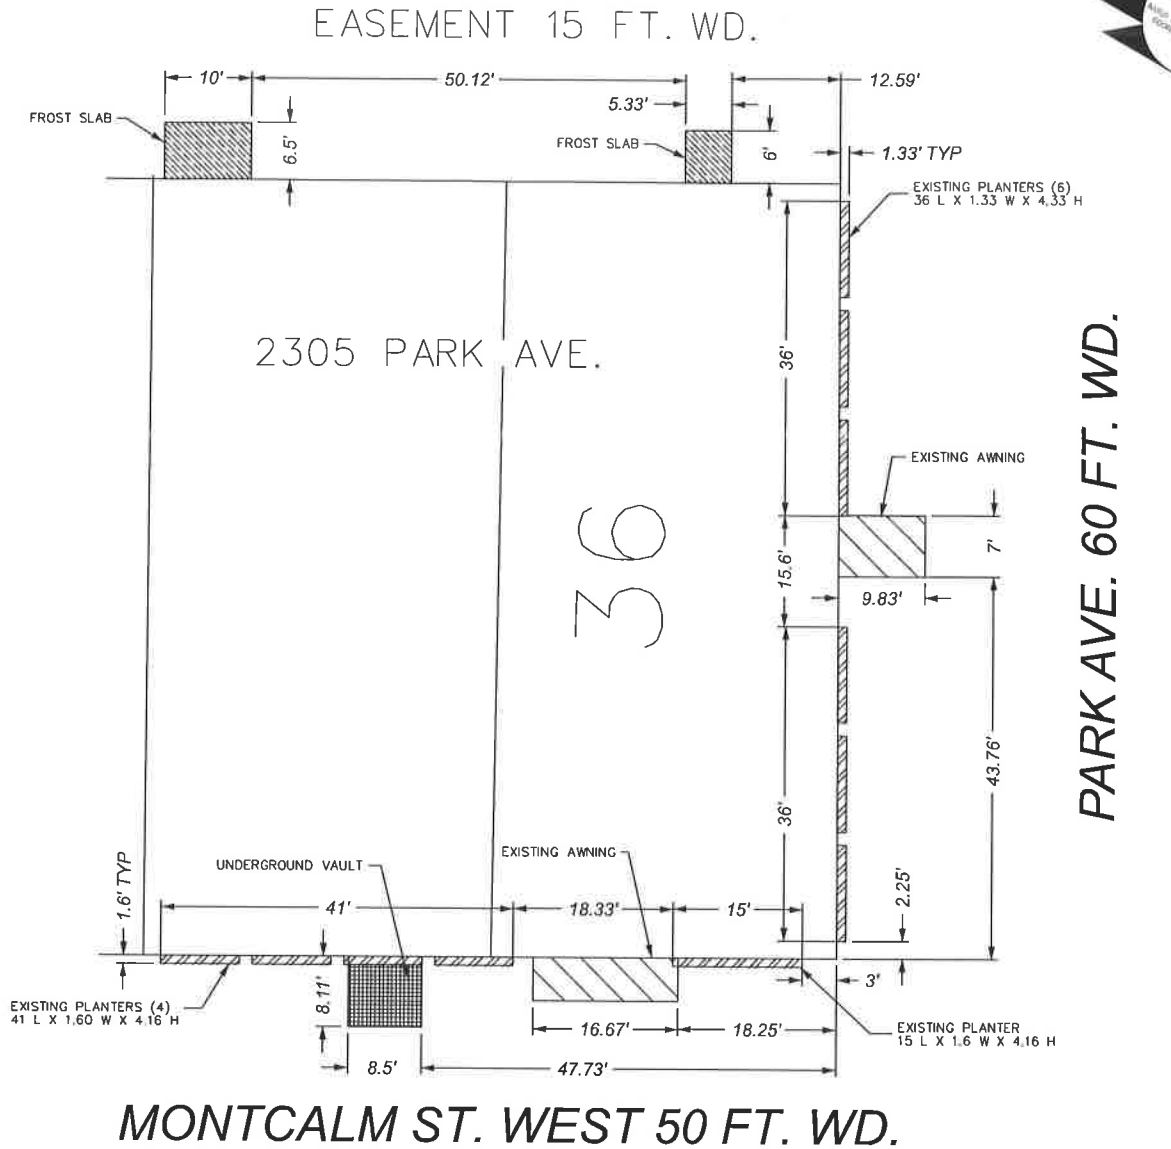 EASEMENT 15 FT. WD.
10'
50.12'
12.59'
5.33'
FROST SLAB
6.5'
FROST SLAB
6'
1.33' TYP
EXISTING PLANTERS (6)
36 L X 1.33 W X 4.33 H
2305 PARK AVE.
36'
PARK AVE. 60 FT. WD.
EXISTING AWNING
36
15.6'
7'
9.83'
43.76'
36'
1.6' TYP
UNDERGROUND VAULT
EXISTING AWNING
2.25'
41'
18.33'
15'
3'
EXISTING PLANTERS (4)
41 L X 1.60 W X 4.16 H
8.11'
16.67'
18.25'
EXISTING PLANTER
15 L X 1.6 W X 4.16 H
8.5'
47.73'
MONTCALM ST. WEST 50 FT. WD.